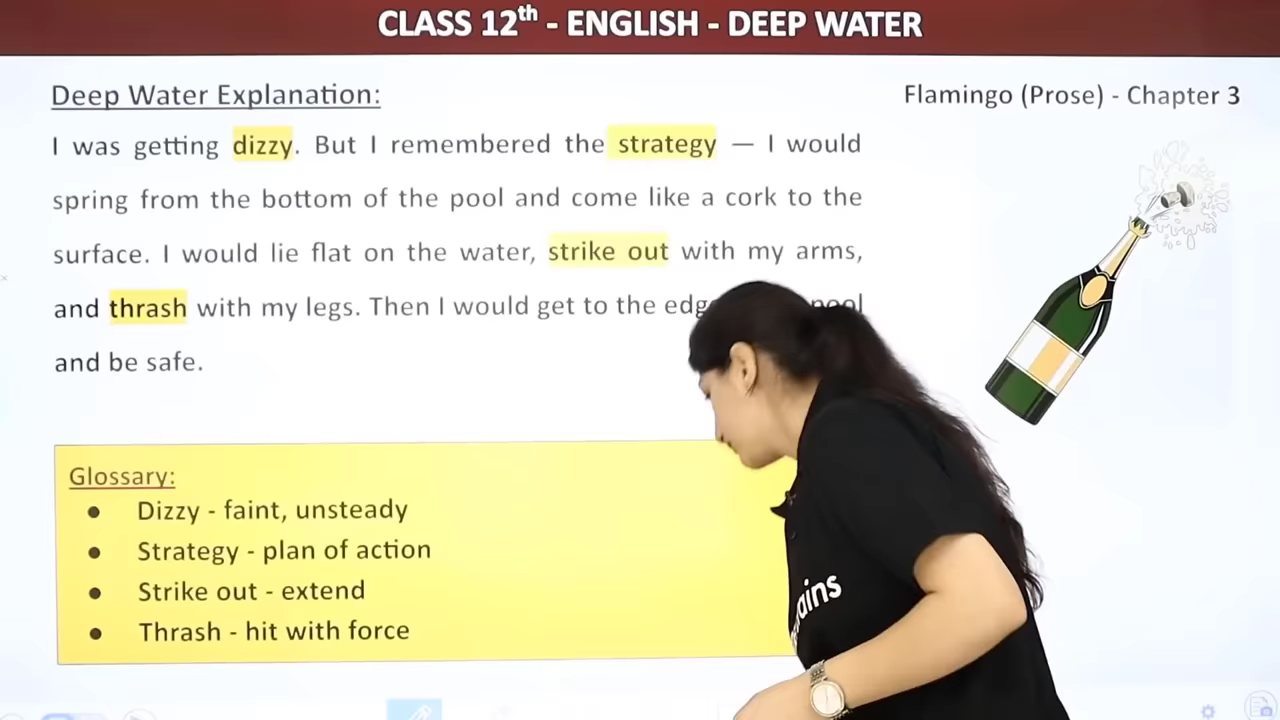 CLASS 12th - ENGLISH - DEEP WATER
Deep Water Explanation:
Flamingo (Prose) - Chapter 3
I was getting dizzy. But I remembered the strategy — I would
spring from the bottom of the pool and come like a cork to the
surface. I would lie flat on the water, strike out with my arms,
and thrash with my legs. Then I would get to the
and be safe.
Glossary:
● Dizzy - faint, unsteady
● Strategy - plan of action
● Strike out - extend
● Thrash - hit with force